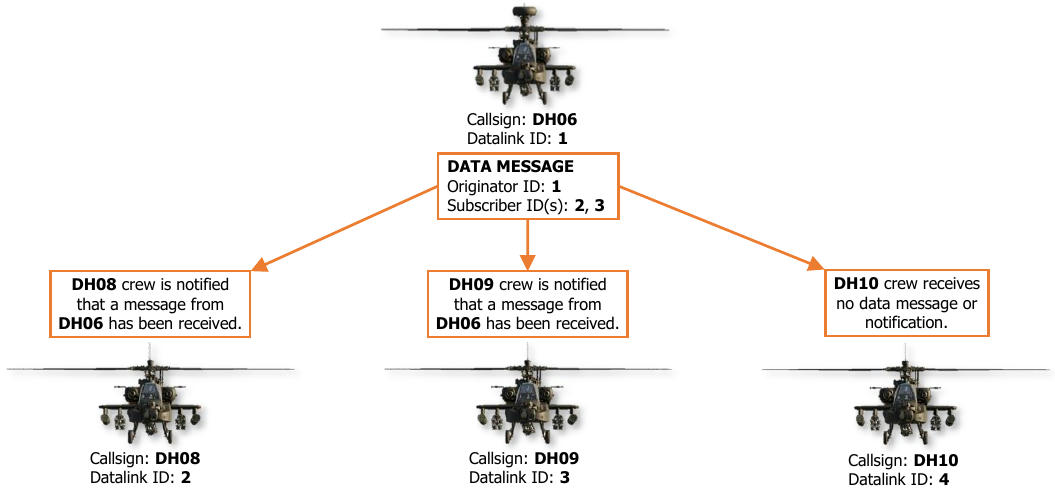 Callsign: DH06
Datalink ID: 1
DATA MESSAGE
Originator ID: 1
Subscriber ID(s): 2, 3
DH08 crew is notified
that a message from
DH06 has been received.
DH09 crew is notified
that a message from
DH06 has been received.
DH10 crew receives
no data message or
notification.
Callsign: DH08
Datalink ID: 2
Callsign: DH09
Datalink ID: 3
Callsign: DH10
Datalink ID: 4